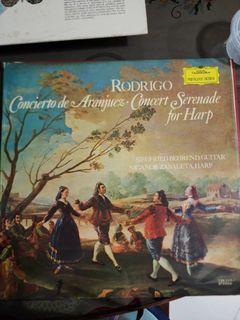 RODRIGO
Concierto de Aranjuez · Concert Serenade
for Harp
SIEGFRIED BEHREND, GUITAR
NICANOR ZABALETA, HARP